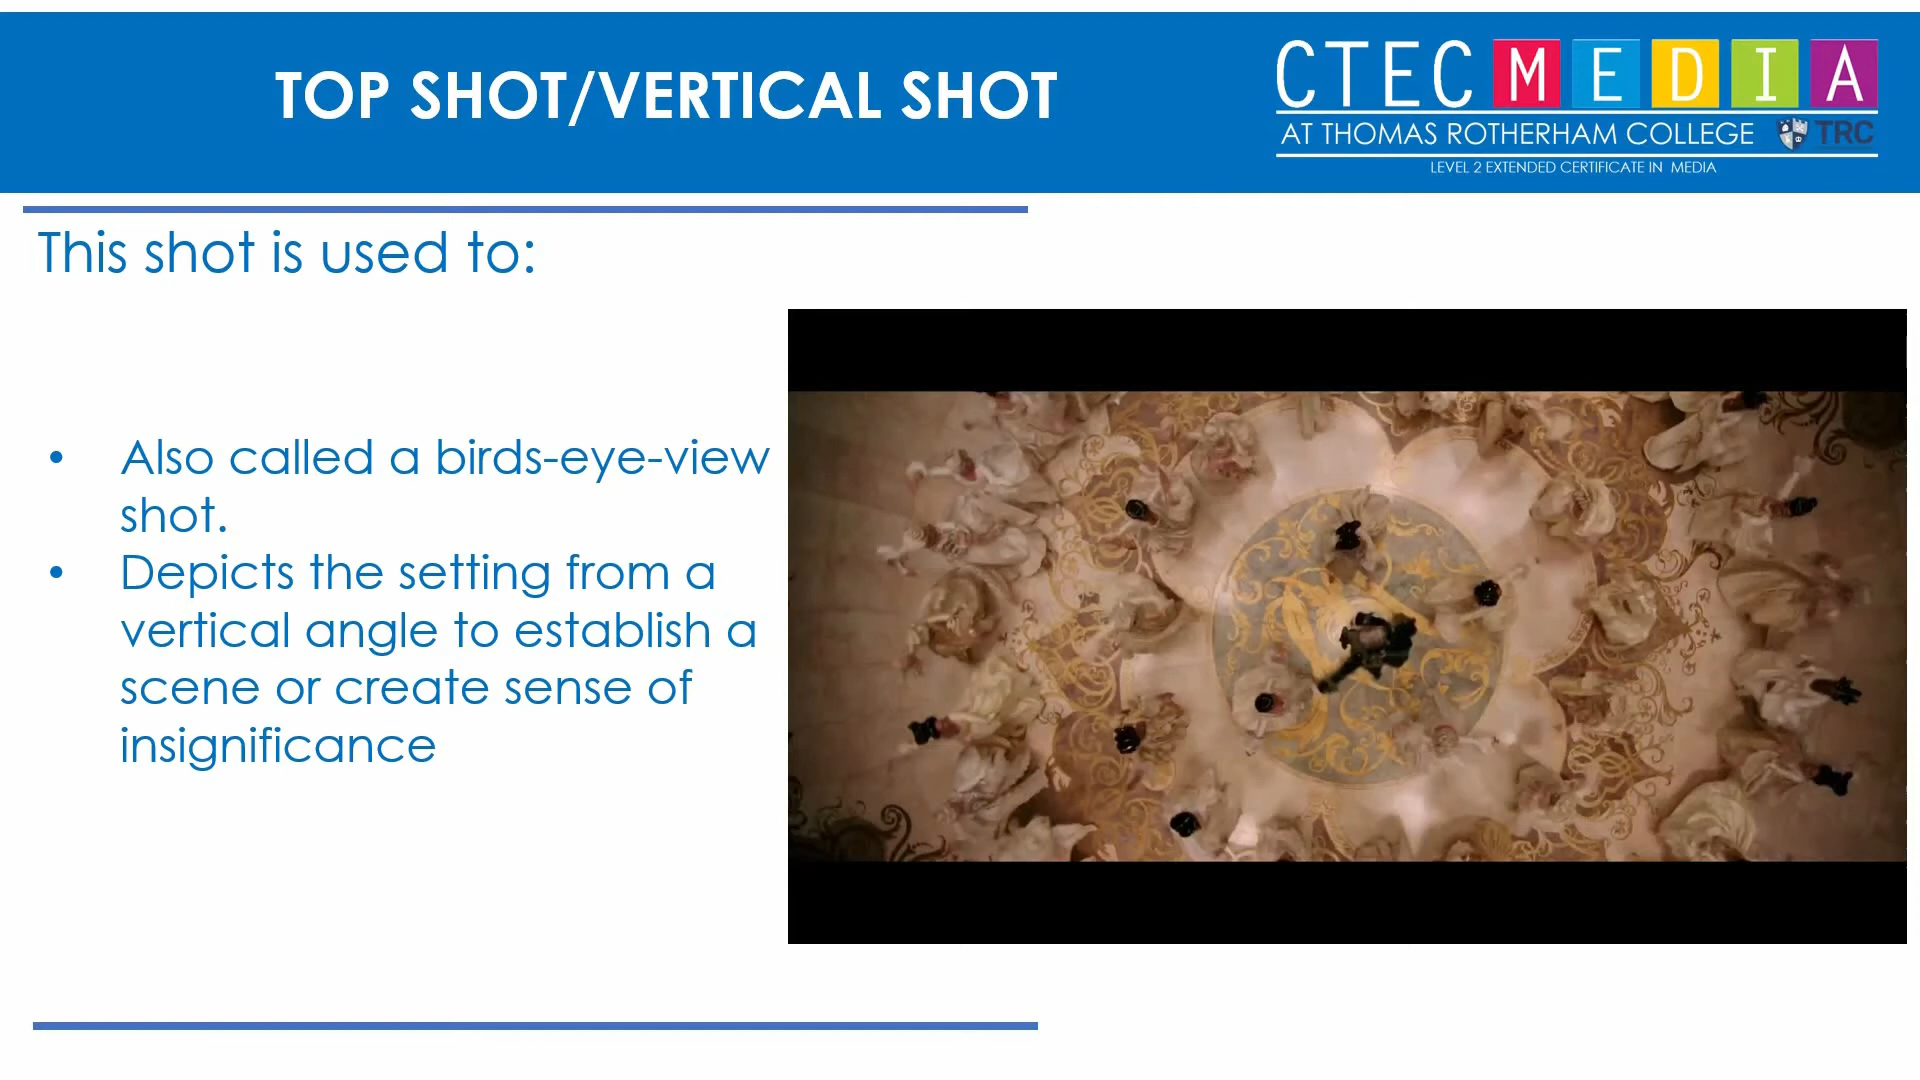 TOP SHOT/VERTICAL SHOT
CTEC MEDIA
AT THOMAS ROTHERHAM COLLEGE TRC
LEVEL 2 EXTENDED CERTIFICATE IN MEDIA
This shot is used to:
• Also called a birds-eye-view
shot.
• Depicts the setting from a
vertical angle to establish a
scene or create sense of
insignificance